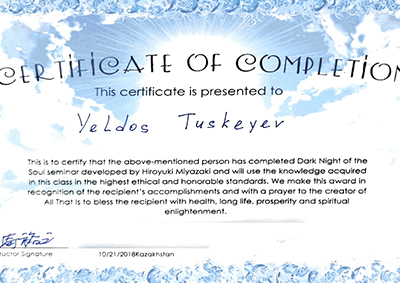 CERTIFICATE OF COMPLETION
This certificate is presented to
Yeldos Tuskeyev
This is to certify that the above-mentioned person has completed Dark Night of the
Soul seminar developed by Hiroyuki Miyazaki and will use the knowledge acquired
in this class in the highest ethical and honorable standards. We make this award in
recognition of the recipient's accomplishments and with a prayer to the creator of
All That is to bless the recipient with health, long life, prosperity and spiritual
enlightenment.
Signature
10/21/2018Kazakhstan